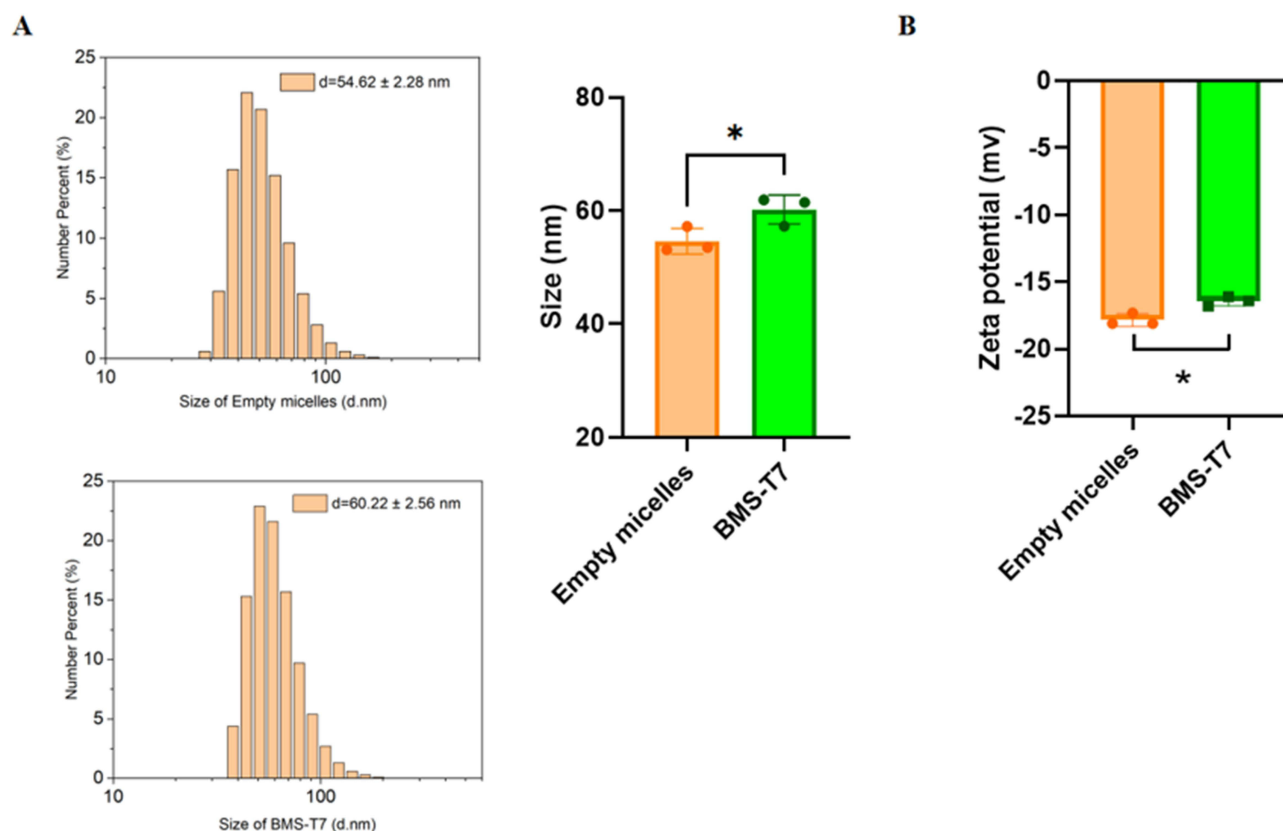 A
25
20
15
10
5
0
Number Percent (%)
d=54.62 ± 2.28 nm
10
100
Size of Empty micelles (d.nm)
25
20
15
10
5
0
Number Percent (%)
d=60.22 ± 2.56 nm
10
100
Size of BMS-T7 (d.nm)
80
60
40
20
Size (nm)
*
Empty micelles
BMS-T7
B
0
-5
-10
-15
-20
-25
Zeta potential (mv)
*
Empty micelles
BMS-T7